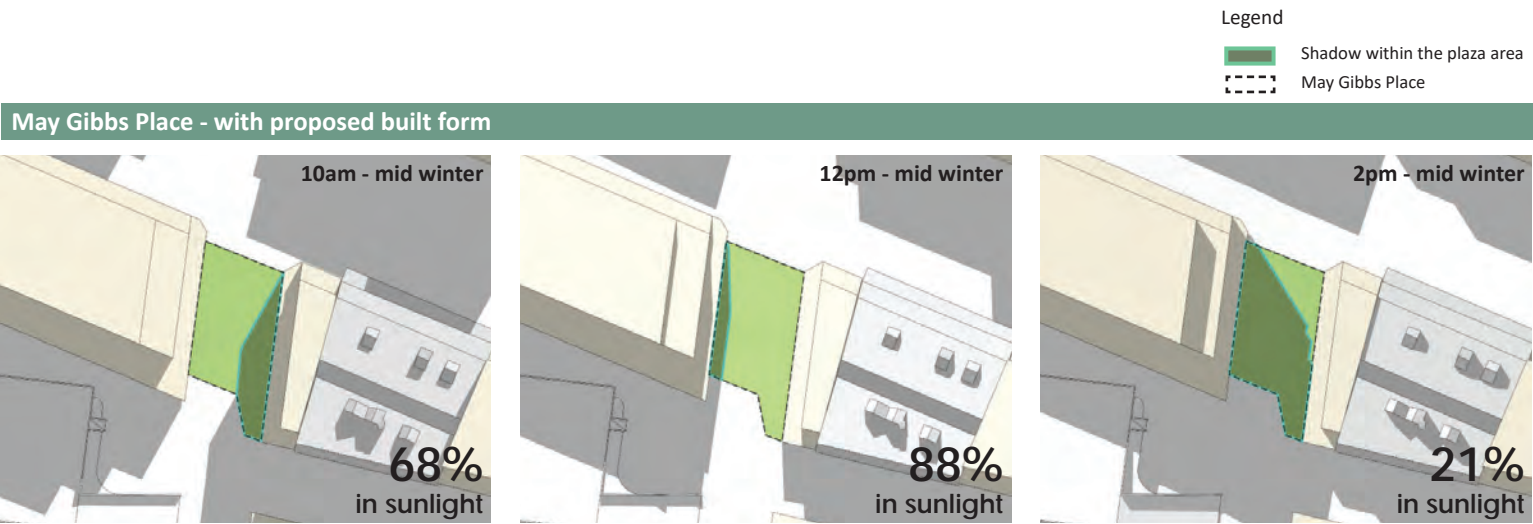 Legend
Shadow within the plaza area
May Gibbs Place
May Gibbs Place - with proposed built form
10am - mid winter
68%
in sunlight
12pm - mid winter
88%
in sunlight
2pm - mid winter
21%
in sunlight